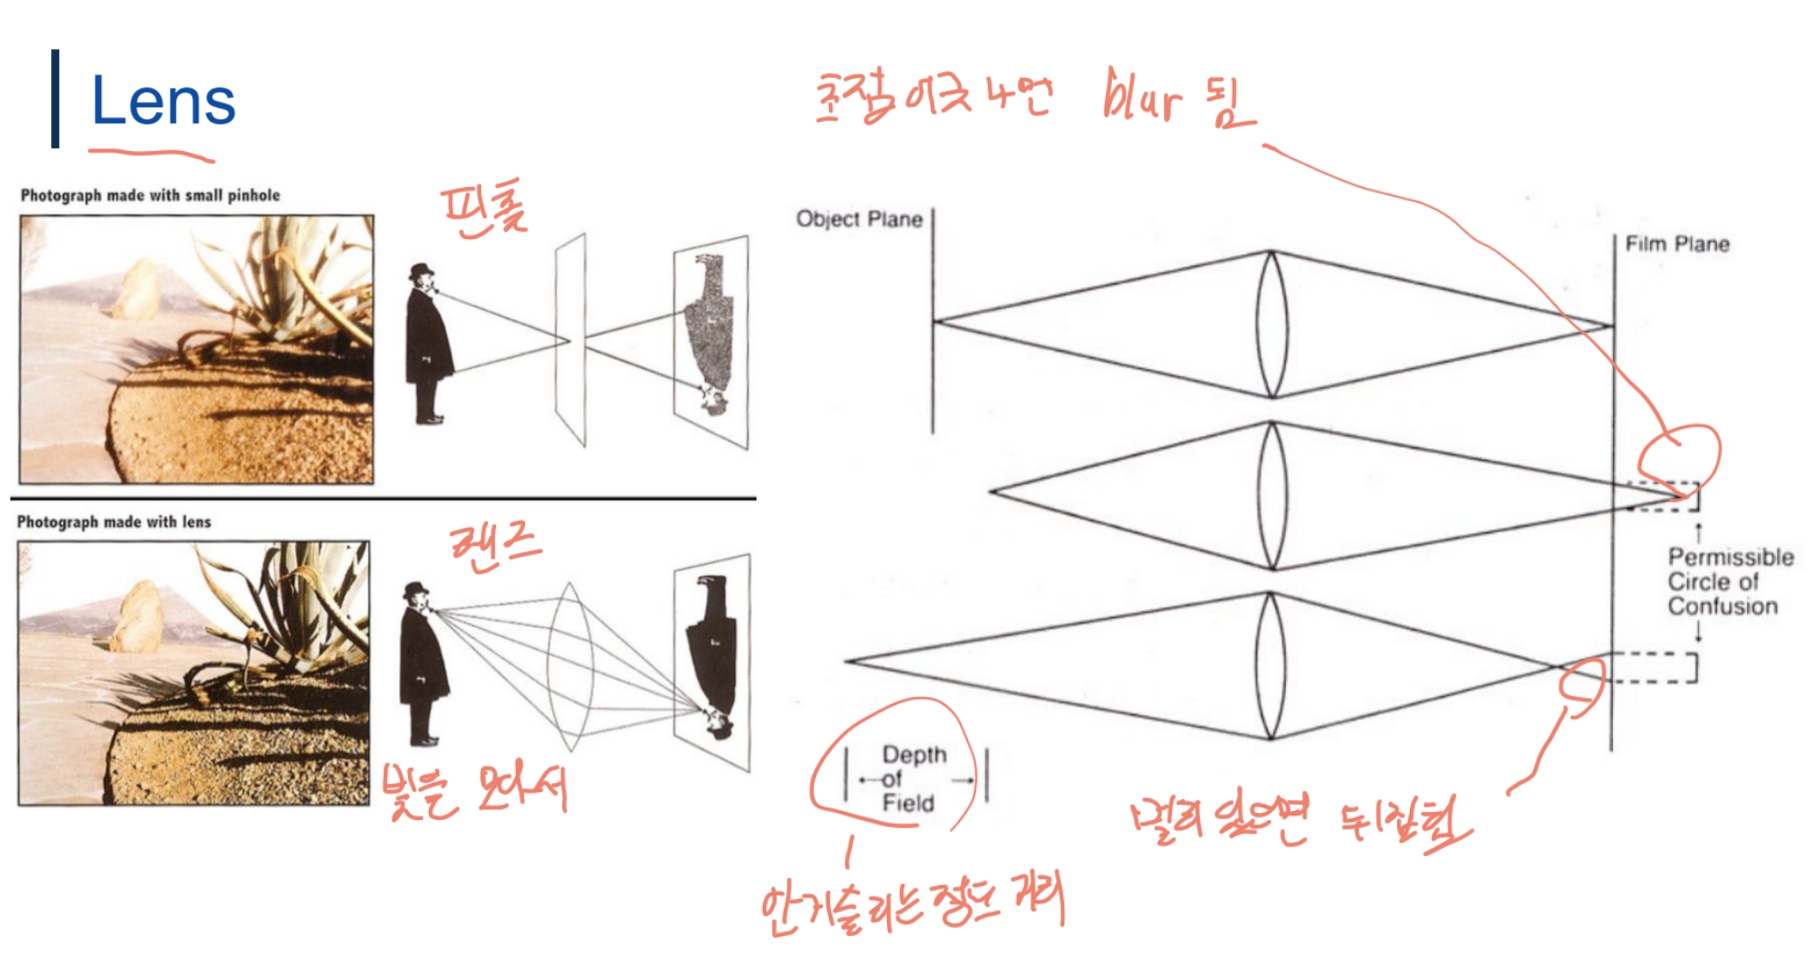 Lens
초점 어긋나면 blur 됨
Photograph made with small pinhole
핀홀
Object Plane
Film Plane
Photograph made with lens
렌즈
Permissible
Circle of
Confusion
빛을 모아서
Depth
of
Field
멀리 있으면 뒤집힘
안거슬리는 정도 거리